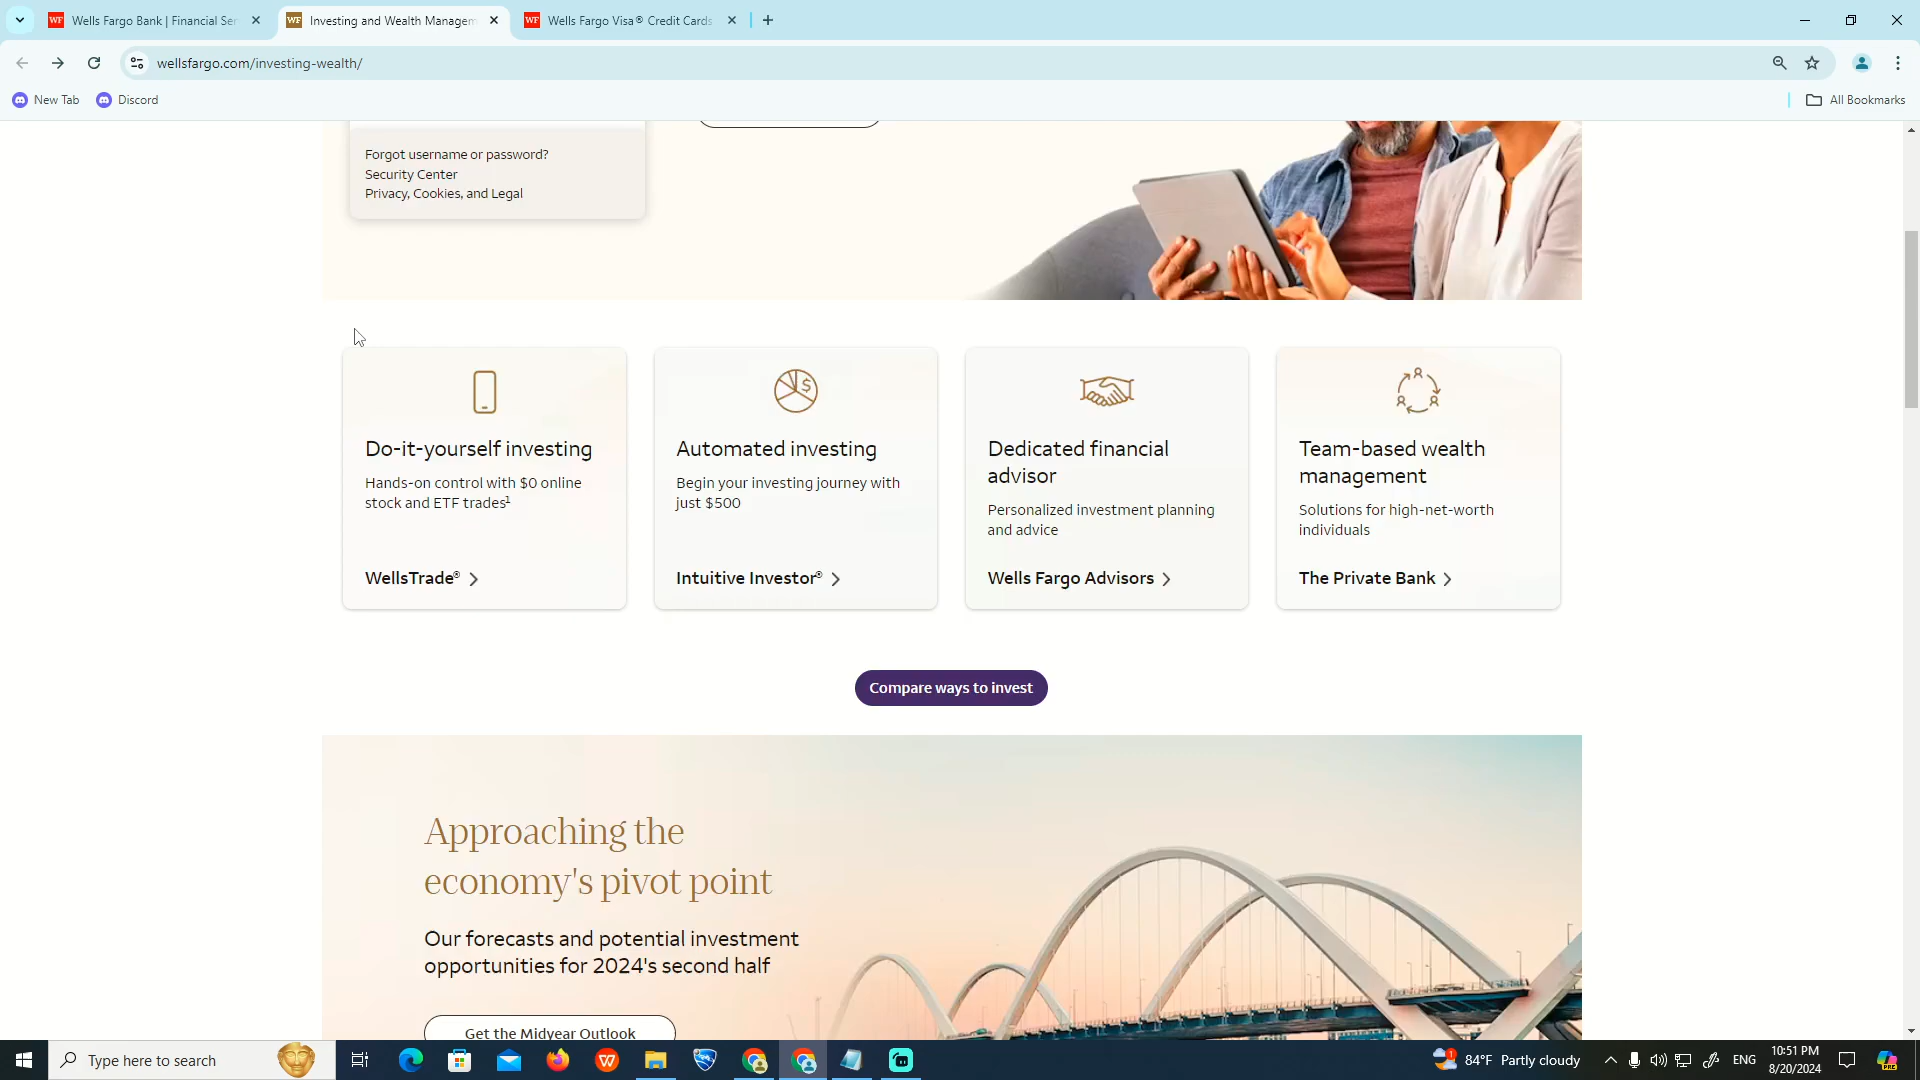 WF Wells Fargo Bank | Financial Ser
WF Investing and Wealth Managem
WF Wells Fargo Visa® Credit Cards
wellsfargo.com/investing-wealth/
New Tab
Discord
All Bookmarks
Forgot username or password?
Security Center
Privacy, Cookies, and Legal
Do-it-yourself investing
Hands-on control with $0 online
stock and ETF trades1
WellsTrade®
Automated investing
Begin your investing journey with
just $500
Intuitive Investor®
Dedicated financial
advisor
Personalized investment planning
and advice
Wells Fargo Advisors
Team-based wealth
management
Solutions for high-net-worth
individuals
The Private Bank
Compare ways to invest
Approaching the
economy's pivot point
Our forecasts and potential investment
opportunities for 2024's second half
Get the Midyear Outlook
Type here to search
84°F Partly cloudy
ENG
10:51 PM
8/20/2024